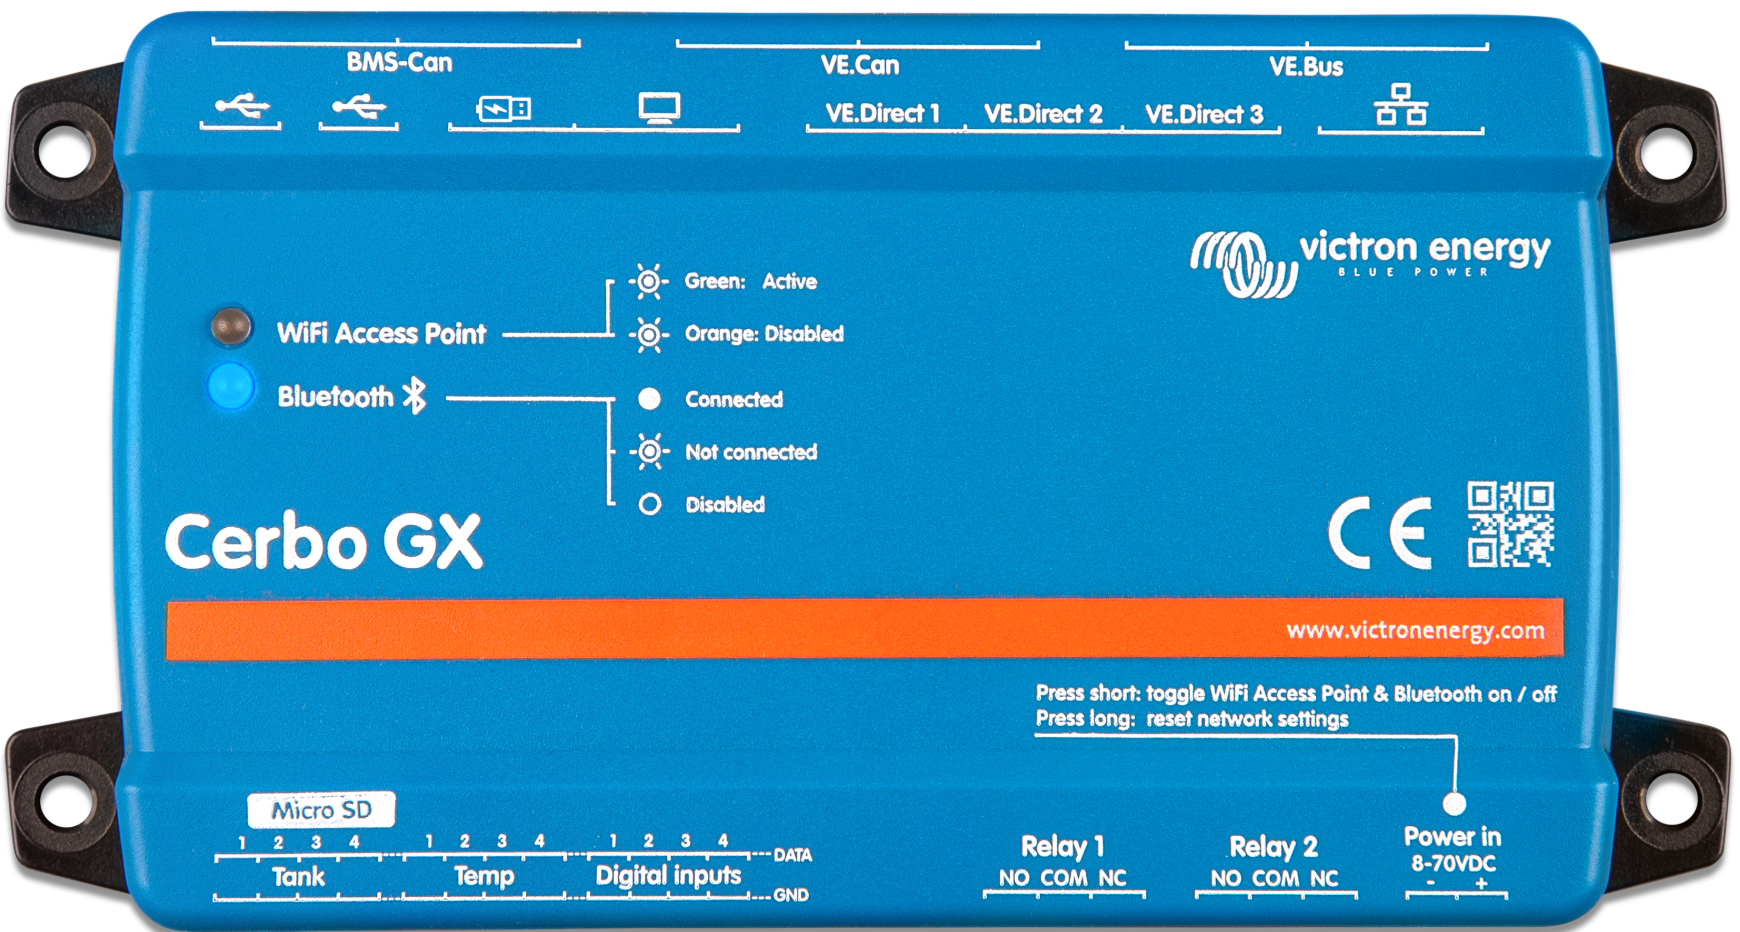 BMS-Can VE.Can VE.Bus
VE.Direct 1 VE.Direct 2 VE.Direct 3
victron energy
BLUE POWER
Green: Active
WiFi Access Point
Orange: Disabled
Bluetooth
Connected
Not connected
Disabled
Cerbo GX
CE
www.victronenergy.com
Press short: toggle WiFi Access Point & Bluetooth on / off
Press long: reset network settings
Micro SD
1 2 3 4 1 2 3 4 1 2 3 4
DATA
Tank Temp Digital inputs
GND
Relay 1 Relay 2 Power in
NO COM NC NO COM NC 8-70VDC
- +